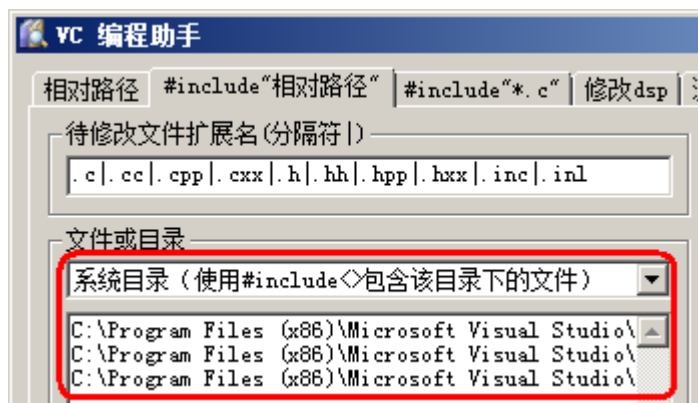 VC 编程助手
相对路径 #include"相对路径" #include"*.c" 修改dsp
待修改文件扩展名(分隔符|)
.c|.cc|.cpp|.cxx|.h|.hh|.hpp|.hxx|.inc|.inl
文件或目录
系统目录（使用#include<>包含该目录下的文件）
C:\Program Files (x86)\Microsoft Visual Studio\
C:\Program Files (x86)\Microsoft Visual Studio\
C:\Program Files (x86)\Microsoft Visual Studio\